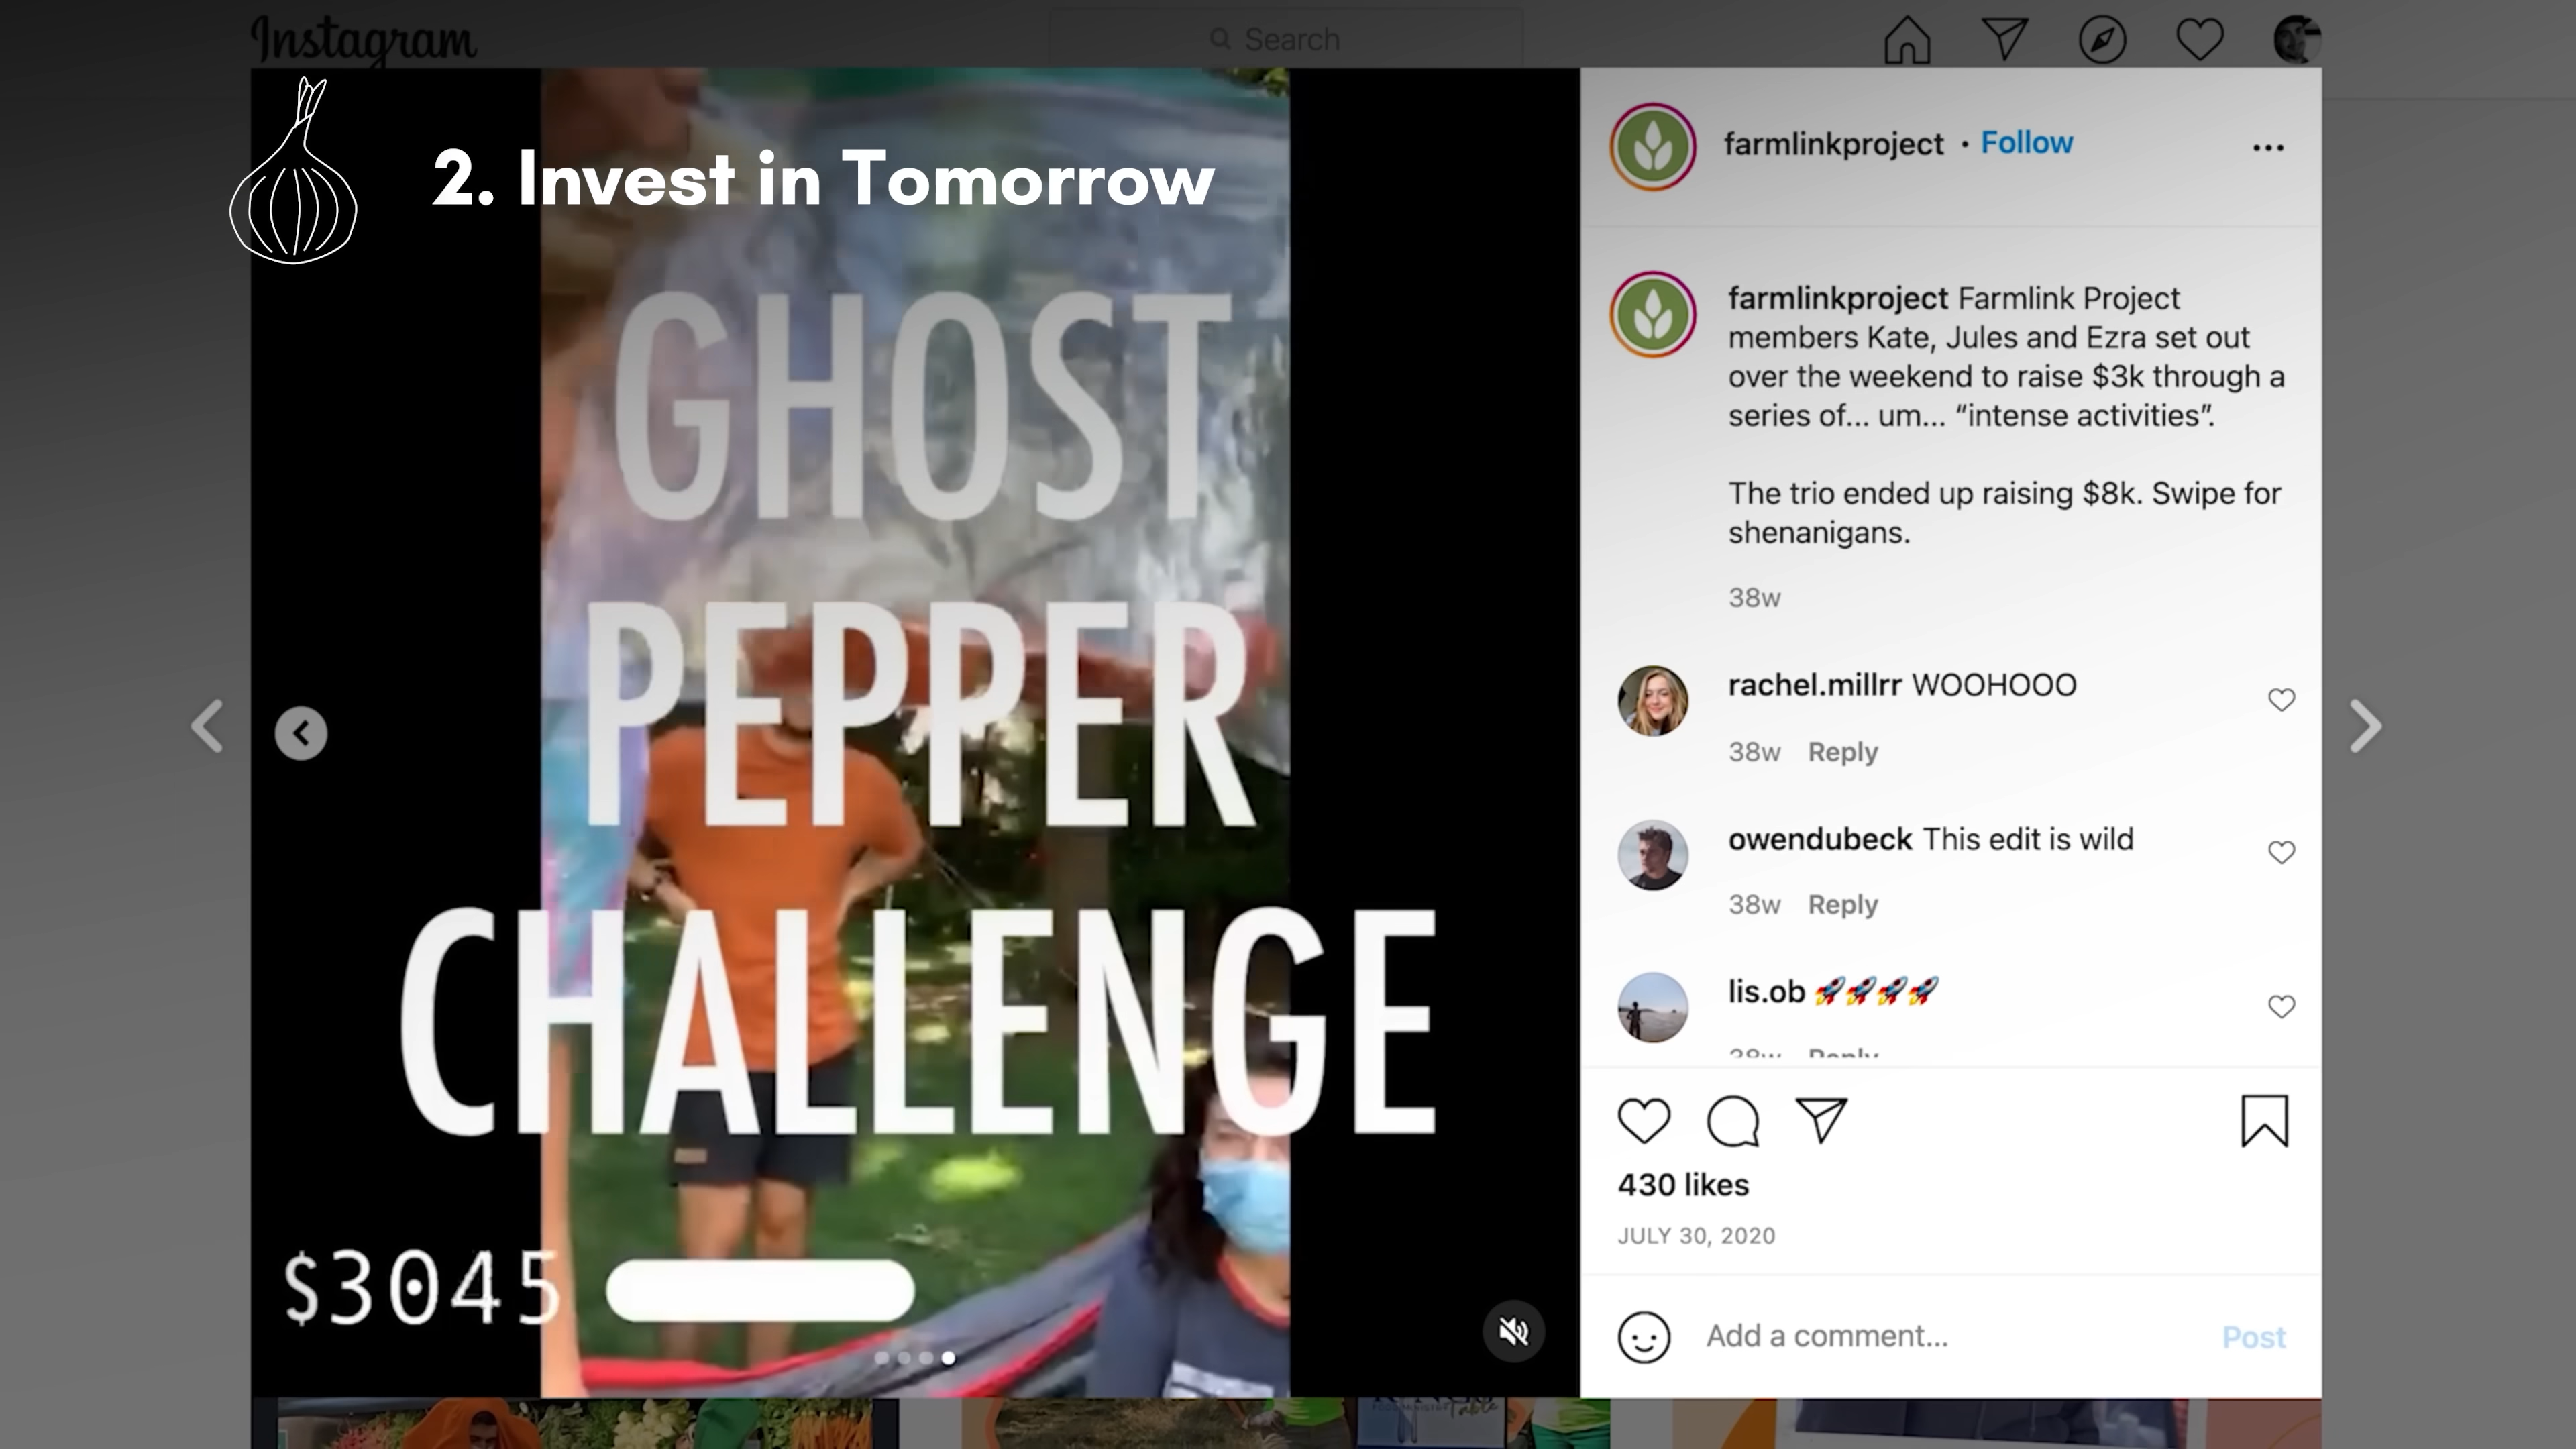 Instagram
Search
2. Invest in Tomorrow
GHOST
PEPPER
CHALLENGE
$3045
farmlinkproject • Follow
farmlinkproject Farmlink Project
members Kate, Jules and Ezra set out
over the weekend to raise $3k through a
series of... um... “intense activities”.
The trio ended up raising $8k. Swipe for
shenanigans.
38w
rachel.millrr WOOHOOO
38w Reply
owendubeck This edit is wild
38w Reply
lis.ob 🚀🚀🚀🚀
38w Reply
430 likes
JULY 30, 2020
Add a comment...
Post
Table